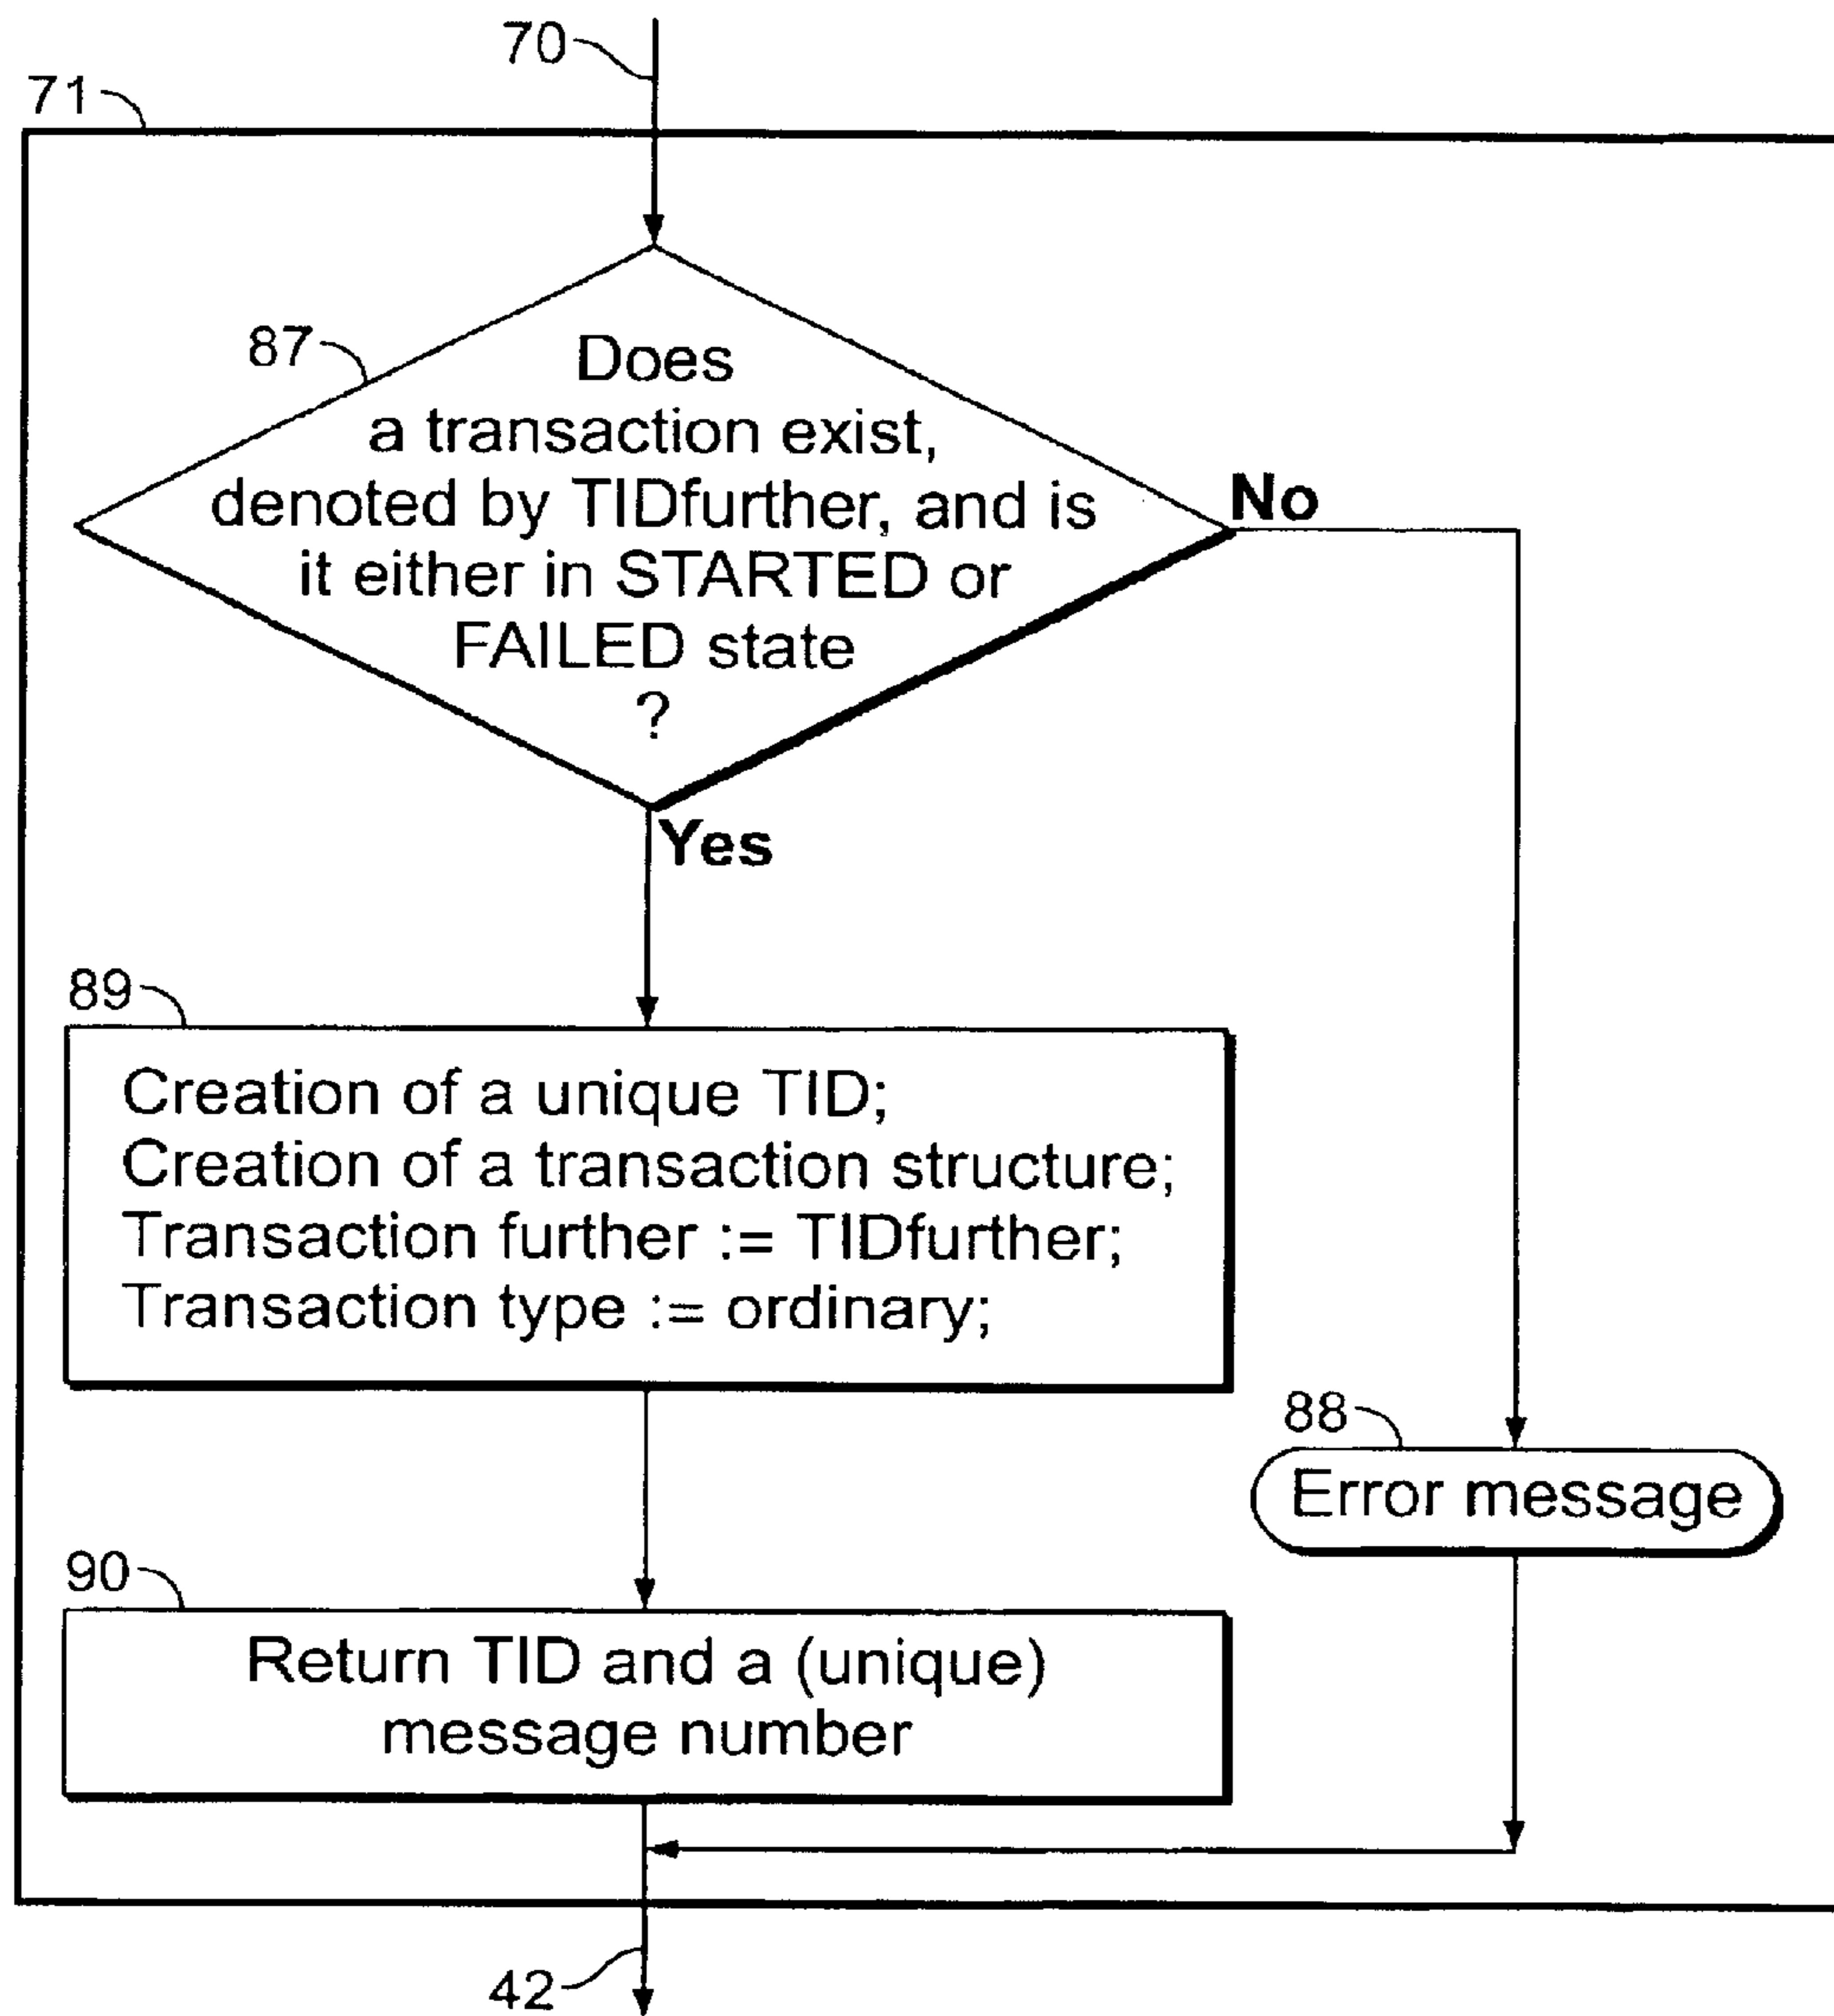 70
71
87
Does
a transaction exist,
denoted by TIDfurther, and is
it either in STARTED or
FAILED state
?
No
Yes
89
Creation of a unique TID;
Creation of a transaction structure;
Transaction further := TIDfurther;
Transaction type := ordinary;
88
Error message
90
Return TID and a (unique)
message number
42